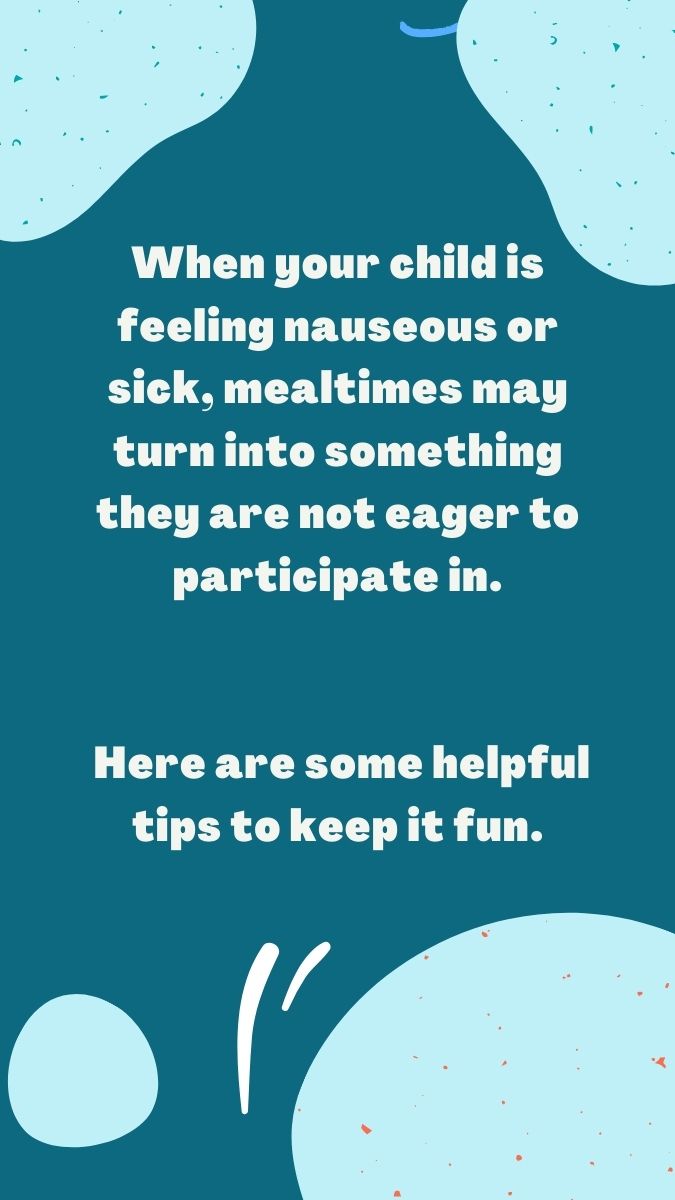 When your child is
feeling nauseous or
sick, mealtimes may
turn into something
they are not eager to
participate in.
Here are some helpful
tips to keep it fun.